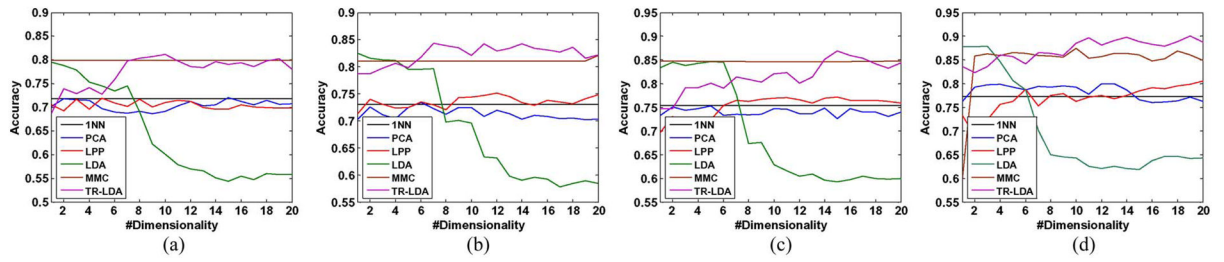 0.9 0.85 0.8 0.75 0.7 0.65 0.6 0.55 0.5
Accuracy
1NN
PCA
LPP
LDA
MMC
TR-LDA
2 4 6 8 10 12 14 16 18 20
#Dimensionality
(a)
0.9 0.85 0.8 0.75 0.7 0.65 0.6 0.55
Accuracy
1NN
PCA
LPP
LDA
MMC
TR-LDA
2 4 6 8 10 12 14 16 18 20
#Dimensionality
(b)
0.95 0.9 0.85 0.8 0.75 0.7 0.65 0.6 0.55
Accuracy
1NN
PCA
LPP
LDA
MMC
TR-LDA
2 4 6 8 10 12 14 16 18 20
#Dimensionality
(c)
0.95 0.9 0.85 0.8 0.75 0.7 0.65 0.6 0.55
Accuracy
1NN
PCA
LPP
LDA
MMC
TR-LDA
2 4 6 8 10 12 14 16 18 20
#Dimensionality
(d)